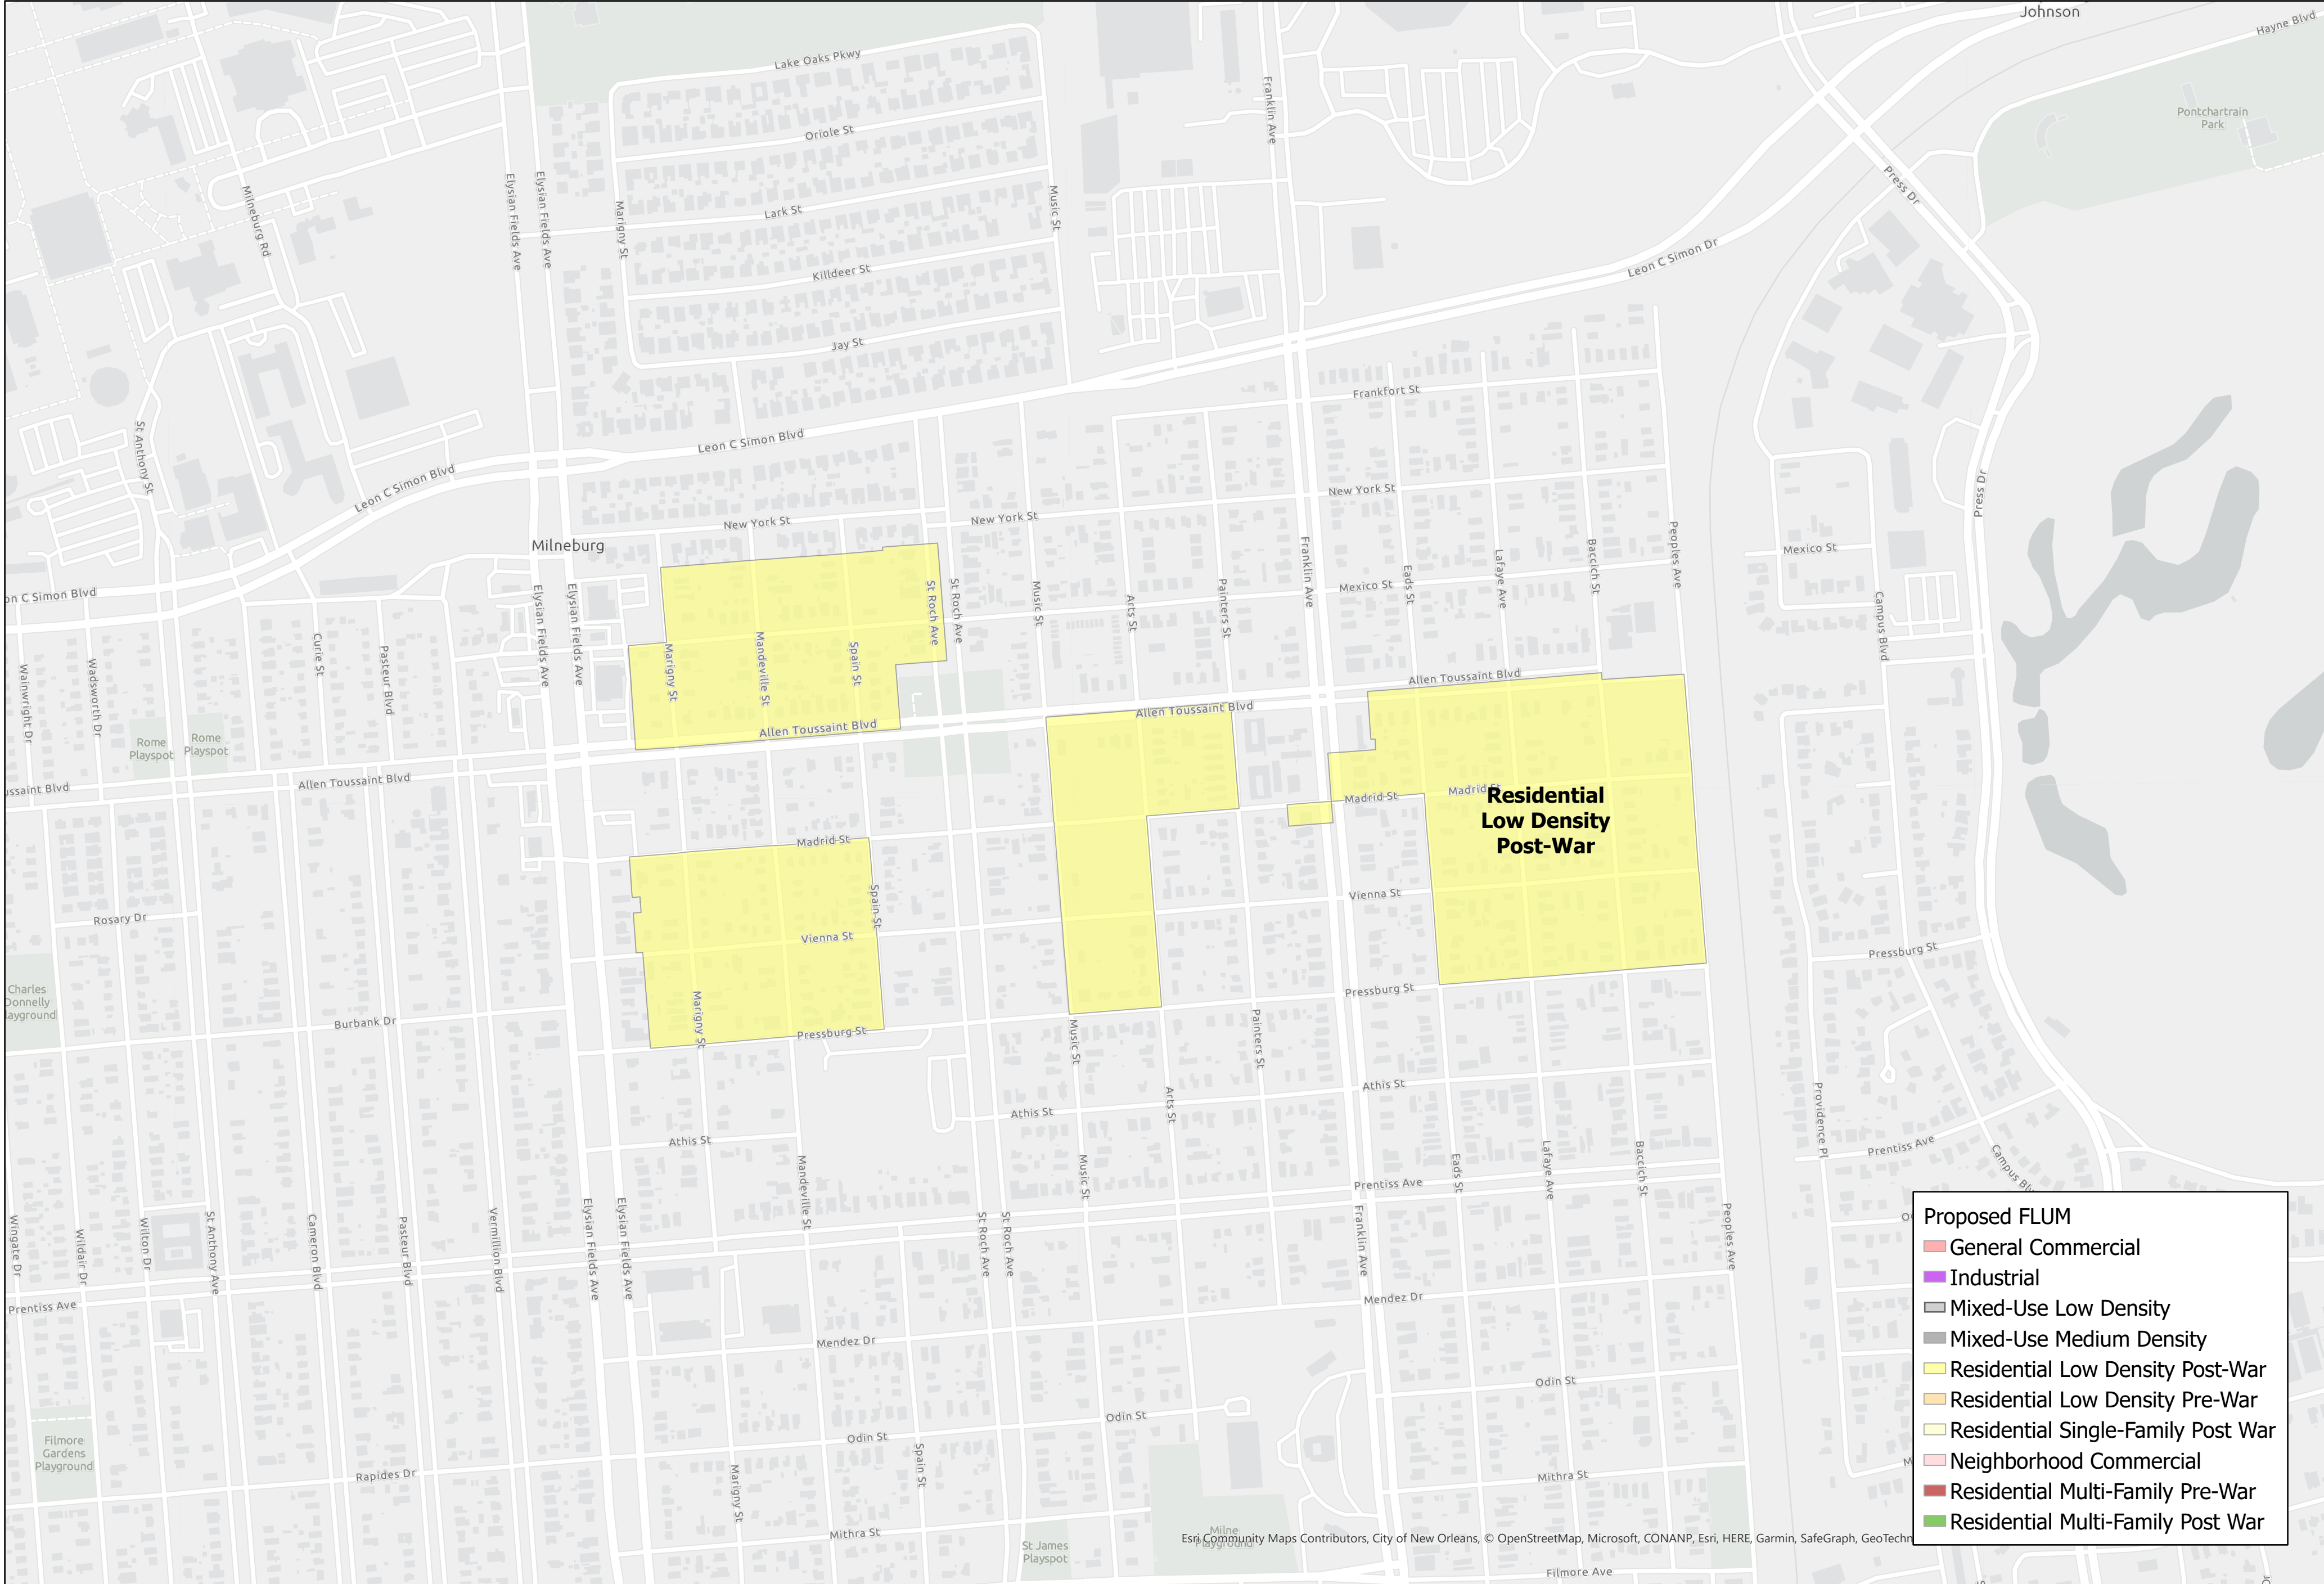 Johnson
Hayne Blvd
Lake Oaks Pkwy
Pontchartrain
Park
Franklin Ave
Oriole St
Press Dr
Milneburg Rd
Elysian Fields Ave
Elysian Fields Ave
Marigny St
Lark St
Music St
Killdeer St
Leon C Simon Dr
Jay St
Frankfort St
St Anthony St
Leon C Simon Blvd
Leon C Simon Blvd
New York St
Press Dr
New York St
New York St
Milneburg
Peoples Ave
Mexico St
Franklin Ave
Baccich St
Lafaye Ave
Eads St
Mexico St
on C Simon Blvd
Elysian Fields Ave
Elysian Fields Ave
St Roch Ave
St Roch Ave
Music St
Arts St
Painters St
Campus Blvd
Curie St
Pasteur Blvd
Wadsworth Dr
Wainwright Dr
Marigny St
Mandeville St
Spain St
Allen Toussaint Blvd
Allen Toussaint Blvd
Allen Toussaint Blvd
Rome
Playspot
Rome
Playspot
Allen Toussaint Blvd
ussaint Blvd
Madrid St
Madrid St
Residential
Low Density
Post-War
Madrid St
Spain St
Vienna St
Rosary Dr
Vienna St
Pressburg St
Charles
Donnelly
layground
Marigny St
Pressburg St
Burbank Dr
Pressburg St
Music St
Painters St
Athis St
Arts St
Athis St
Athis St
Providence Pl
Prentiss Ave
Campus Blv
Mandeville St
Music St
Eads St
Lafaye Ave
Baccich St
Prentiss Ave
Wingate Dr
Wildair Dr
Wilton Dr
St Anthony Ave
Cameron Blvd
Pasteur Blvd
Vermillion Blvd
Elysian Fields Ave
Elysian Fields Ave
St Roch Ave
St Roch Ave
Franklin Ave
Peoples Ave
Prentiss Ave
Mendez Dr
Mendez Dr
Odin St
Odin St
Odin St
Filmore
Gardens
Playground
Rapides Dr
Marigny St
Spain St
Mithra St
Mithra St
St James
Playspot
Milne
Playground
Filmore Ave
Proposed FLUM
General Commercial
Industrial
Mixed-Use Low Density
Mixed-Use Medium Density
Residential Low Density Post-War
Residential Low Density Pre-War
Residential Single-Family Post War
Neighborhood Commercial
Residential Multi-Family Pre-War
Residential Multi-Family Post War
Esri Community Maps Contributors, City of New Orleans, © OpenStreetMap, Microsoft, CONANP, Esri, HERE, Garmin, SafeGraph, GeoTechn